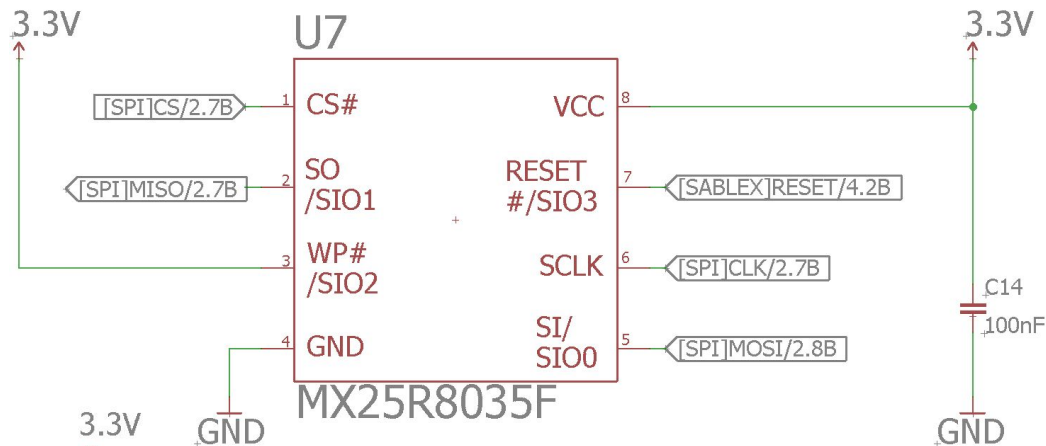 3.3V
U7
3.3V
[SPI]CS/2.7B
1
CS#
VCC
8
[SPI]MISO/2.7B
2
SO
/SIO1
RESET
#/SIO3
7
[SABLEX]RESET/4.2B
3
WP#
/SIO2
SCLK
6
[SPI]CLK/2.7B
C14
100nF
4
GND
SI/
SIO0
5
[SPI]MOSI/2.8B
MX25R8035F
3.3V
GND
GND